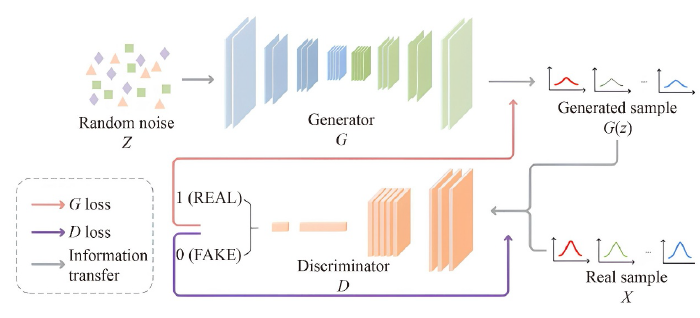 Random noise
Z
Generator
G
...
Generated sample
G(z)
G loss
D loss
Information
transfer
1 (REAL)
0 (FAKE)
Discriminator
D
...
Real sample
X